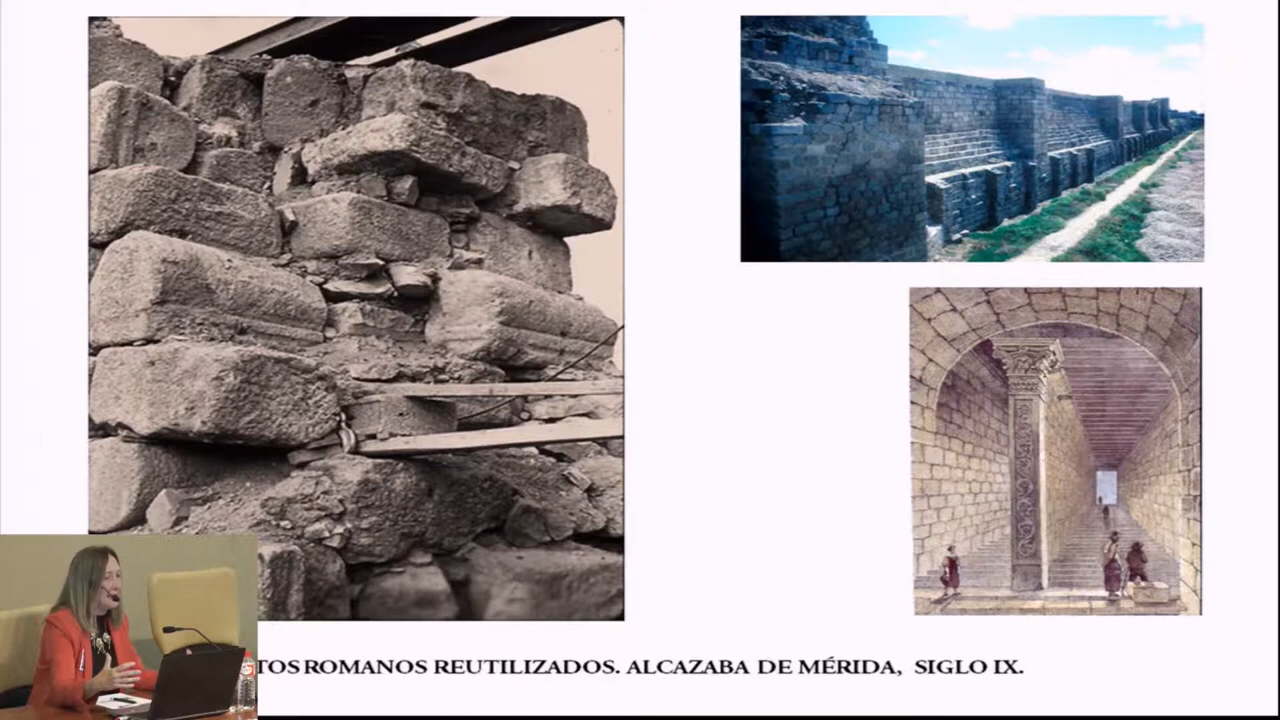 TOS ROMANOS REUTILIZADOS. ALCAZABA DE MÉRIDA, SIGLO IX.